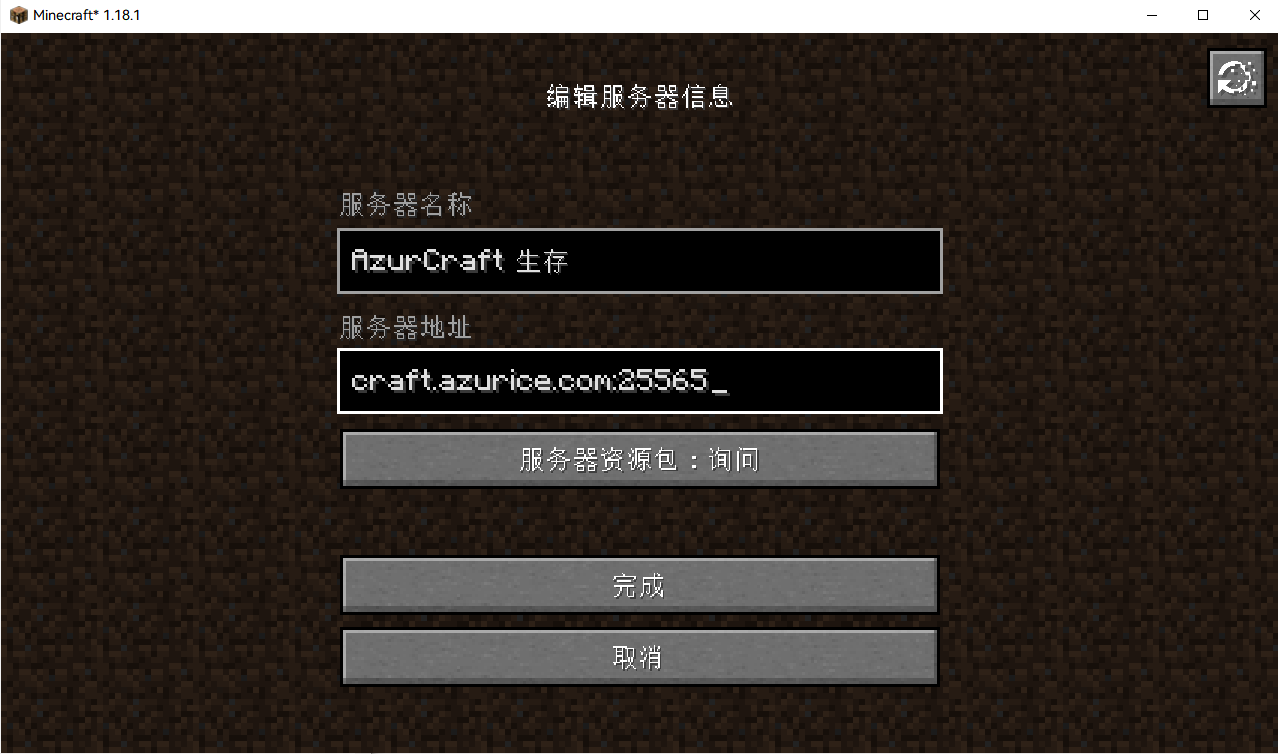 Minecraft* 1.18.1
编辑服务器信息
服务器名称
AzurCraft 生存
服务器地址
craft.azurice.com:25565_
服务器资源包：询问
完成
取消